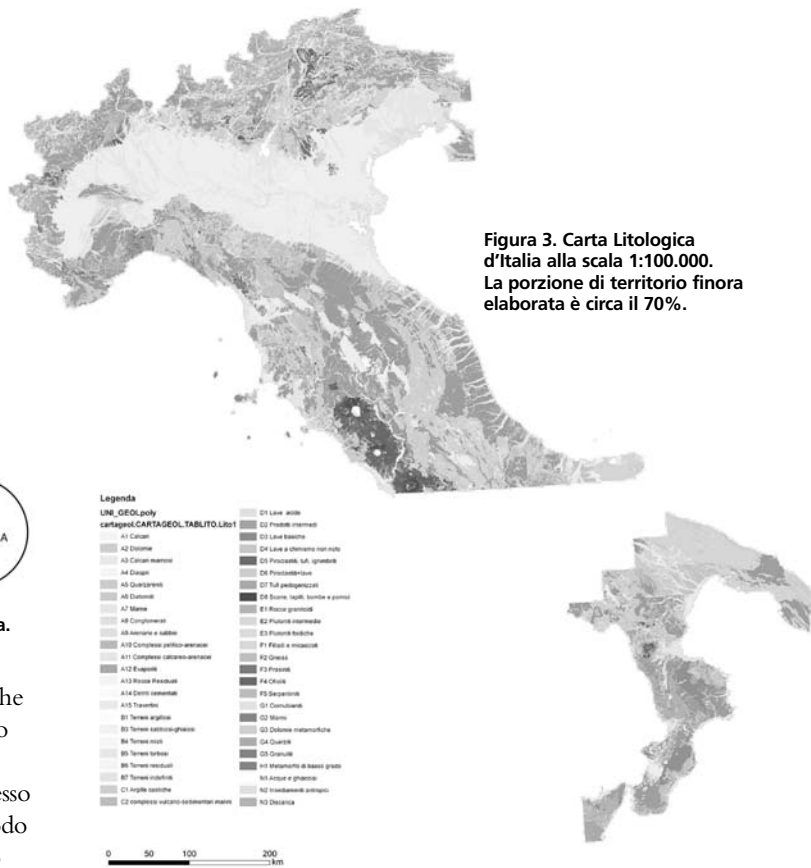 Figura 3. Carta Litologica
d'Italia alla scala 1:100.000.
La porzione di territorio finora
elaborata è circa il 70%.
A
a.
he
o
esso
odo
Legenda
UNI_GEOLpoly
cartageol.CARTAGEOL.TABLITO.Lito1
A1 Calcari
A2 Dolomie
A3 Calcari marnosi
A4 Diaspri
A5 Quarzareniti
A6 Diatomiti
A7 Marne
A8 Conglomerati
A9 Arenarie e sabbie
A10 Complessi pelitico-arenacei
A11 Complessi calcareo-arenacei
A12 Evaporiti
A13 Rocce Residuali
A14 Detriti cementati
A15 Travertini
B1 Terreni argillosi
B3 Terreni sabbiosi-ghiaiosi
B4 Terreni misti
B5 Terreni torbosi
B6 Terreni residuali
B7 Terreni indefiniti
C1 Argille caotiche
C2 complessi vulcano-sedimentari marini
D1 Lave acide
D2 Prodotti intermedi
D3 Lave basiche
D4 Lave a chimismo non noto
D5 Piroclastiti, tufi, ignimbriti
D6 Piroclastiti+lave
D7 Tufi pedogenizzati
D8 Scorie, lapilli, bombe e pomici
E1 Rocce granitoidi
E2 Plutoniti intermedie
E3 Plutoniti femiche
F1 Filladi e micascisti
F2 Gneiss
F3 Prasiniti
F4 Ofioliti
F5 Serpentiniti
G1 Cornubianiti
G2 Marmi
G3 Dolomie metamorfiche
G4 Quarziti
G5 Granuliti
H1 Metamorfiti di basso grado
N1 Acque e ghiacciai
N2 Insediamenti antropici
N3 Discarica
0 50 100 200
km